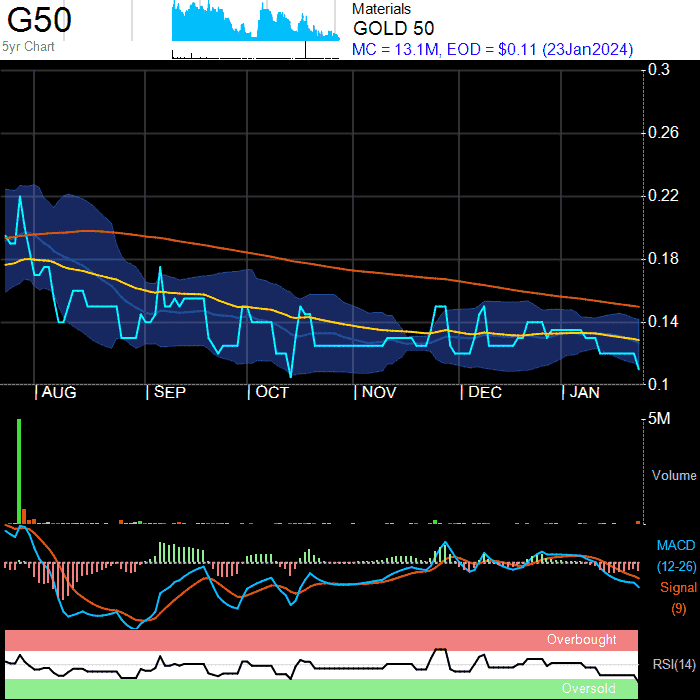 G50
5yr Chart
Materials
GOLD 50
MC = 13.1M, EOD = $0.11 (23Jan2024)
0.3
0.26
0.22
0.18
0.14
0.1
AUG SEP OCT NOV DEC JAN
5M
Volume
MACD
(12-26)
Signal
(9)
Overbought
RSI(14)
Oversold